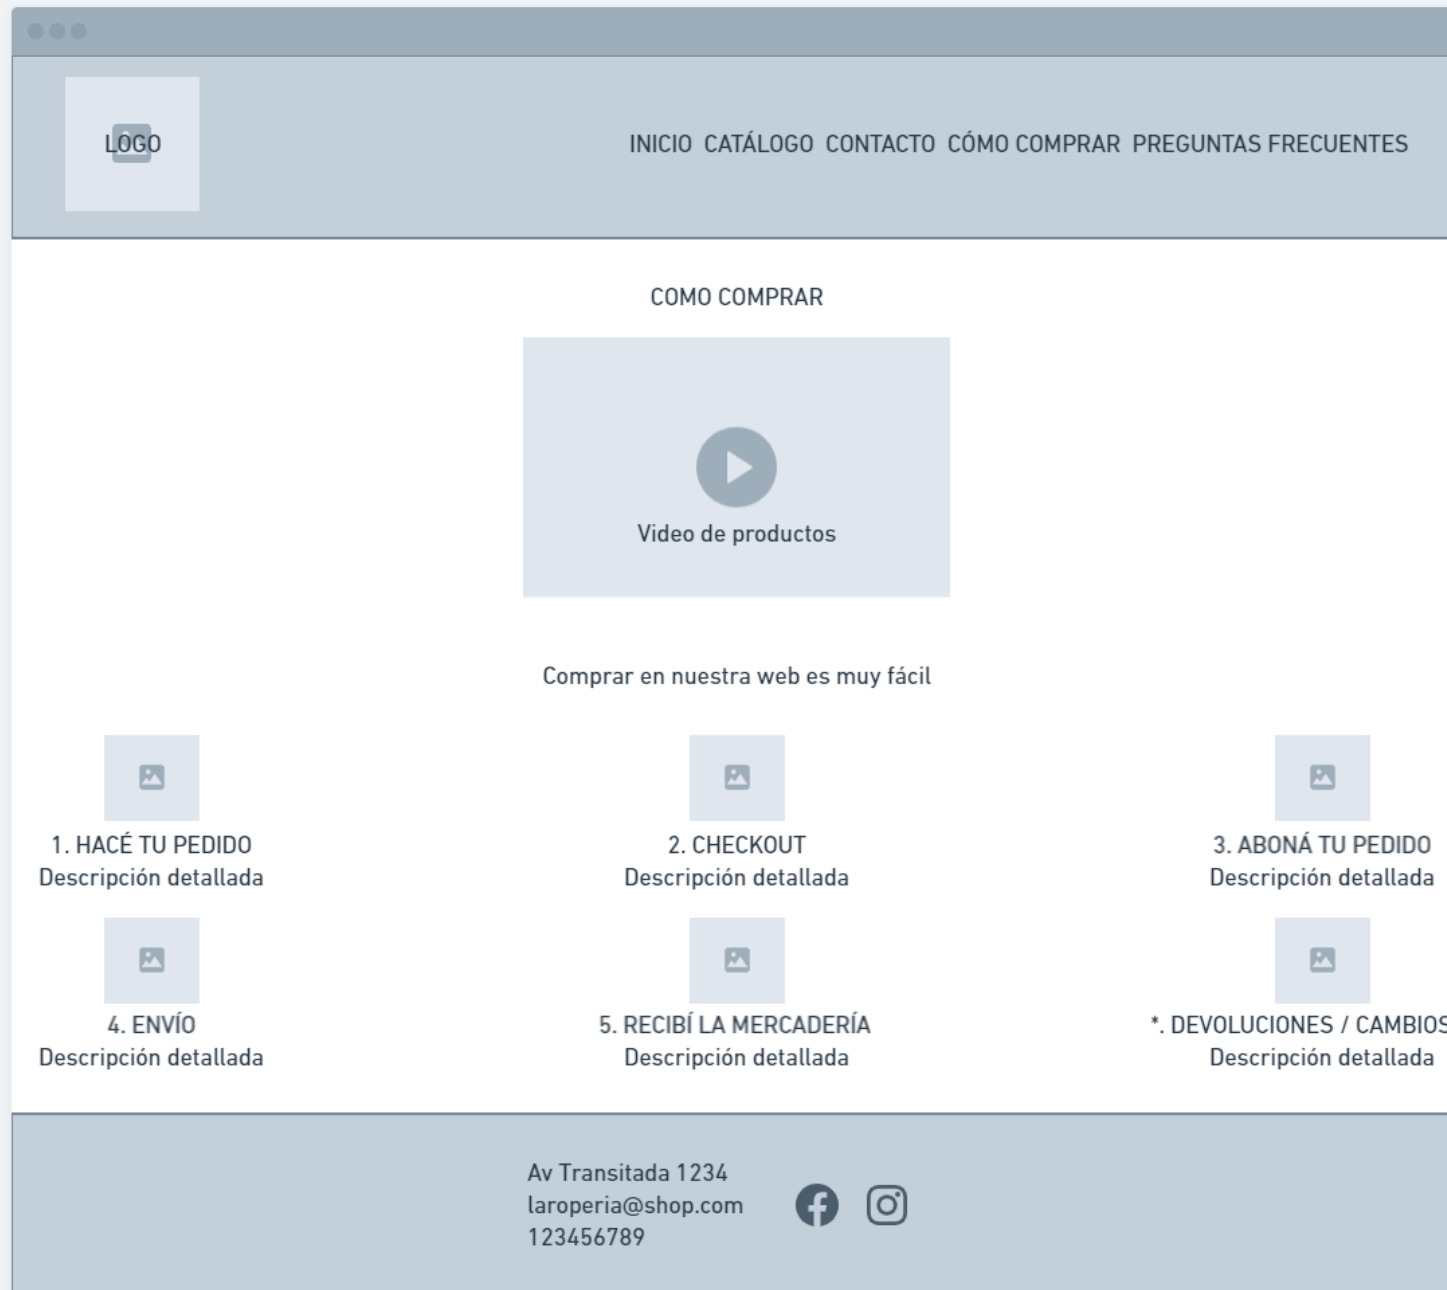 LOGO
INICIO CATÁLOGO CONTACTO CÓMO COMPRAR PREGUNTAS FRECUENTES
COMO COMPRAR
Video de productos
Comprar en nuestra web es muy fácil
1. HACÉ TU PEDIDO
Descripción detallada
2. CHECKOUT
Descripción detallada
3. ABONÁ TU PEDIDO
Descripción detallada
4. ENVÍO
Descripción detallada
5. RECIBÍ LA MERCADERÍA
Descripción detallada
*. DEVOLUCIONES / CAMBIOS
Descripción detallada
Av Transitada 1234
laroperia@shop.com
123456789